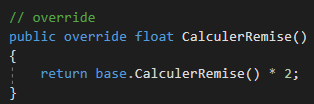 // override
public override float CalculerRemise()
{
return base.CalculerRemise() * 2;
}